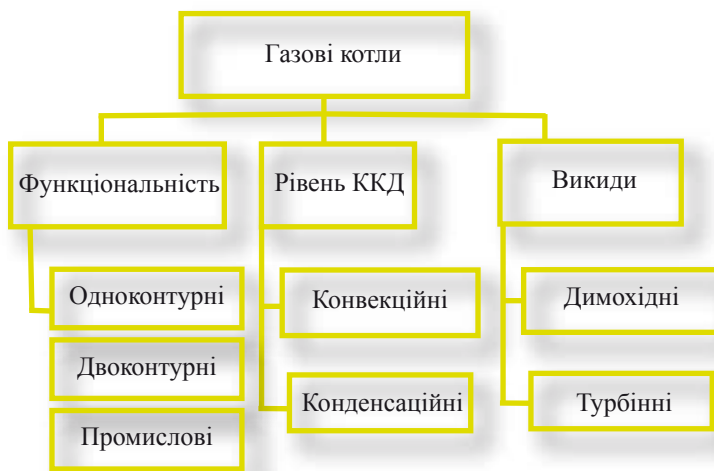 Газові котли
Функціональність
Рівень ККД
Викиди
Одноконтурні
Конвекційні
Димохідні
Двоконтурні
Конденсаційні
Турбінні
Промислові